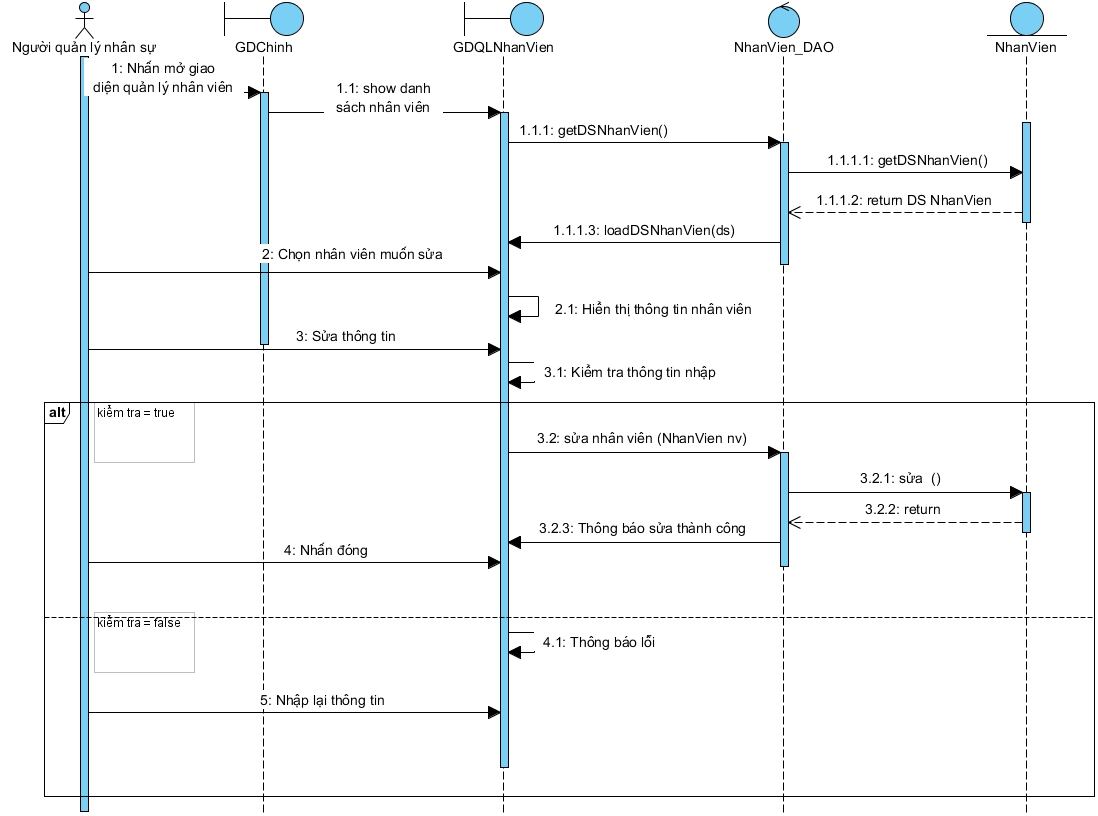 Người quản lý nhân sự
GDChinh
GDQLNhanVien
NhanVien_DAO
NhanVien
1: Nhấn mở giao
diện quản lý nhân viên
1.1: show danh
sách nhân viên
1.1.1: getDSNhanVien()
1.1.1.1: getDSNhanVien()
1.1.1.2: return DS NhanVien
1.1.1.3: loadDSNhanVien(ds)
2: Chọn nhân viên muốn sửa
2.1: Hiển thị thông tin nhân viên
3: Sửa thông tin
3.1: Kiểm tra thông tin nhập
alt
kiểm tra = true
3.2: sửa nhân viên (NhanVien nv)
3.2.1: sửa ()
3.2.2: return
3.2.3: Thông báo sửa thành công
4: Nhấn đóng
kiểm tra = false
4.1: Thông báo lỗi
5: Nhập lại thông tin